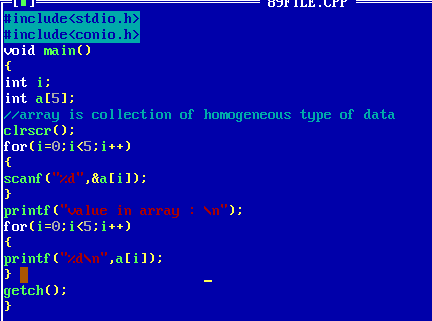 [■] 89FILE.CPP
#include<stdio.h>
#include<conio.h>
void main()
{
int i;
int a[5];
//array is collection of homogeneous type of data
clrscr();
for(i=0;i<5;i++)
{
scanf("%d",&a[i]);
}
printf("value in array : \n");
for(i=0;i<5;i++)
{
printf("%d\n",a[i]);
}
getch();
}